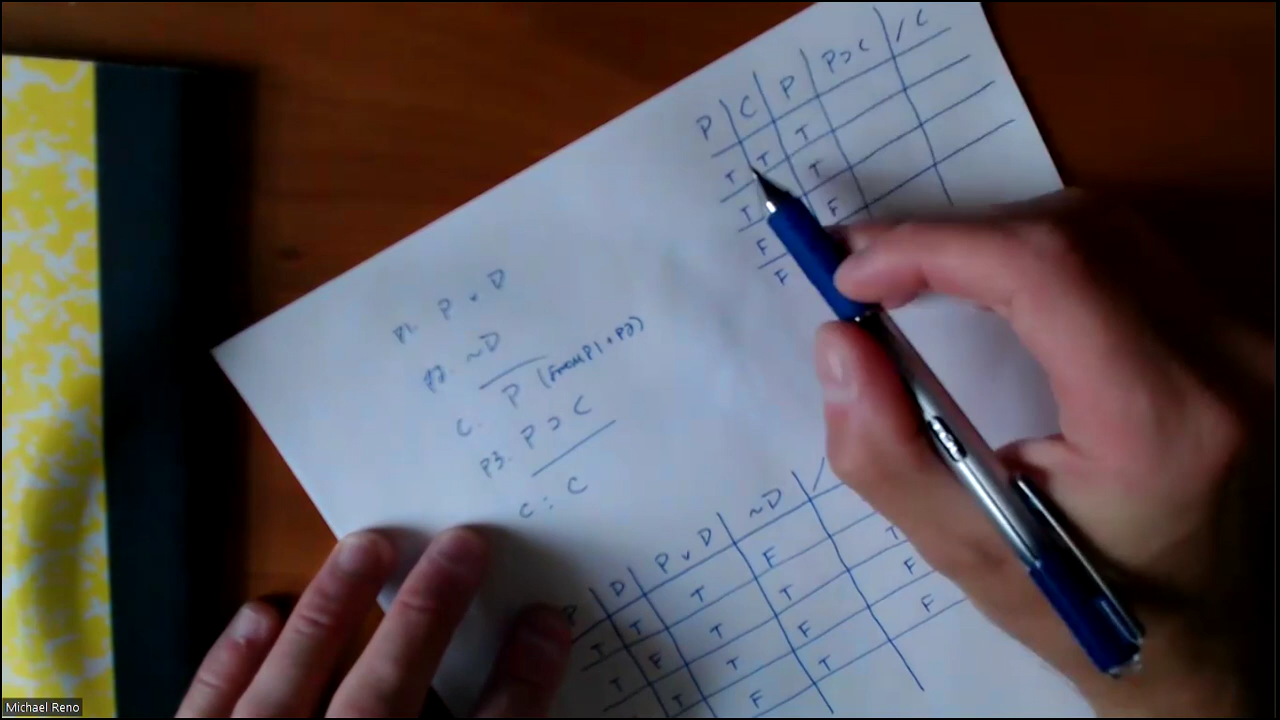 P C P P⊃C /C
T T T
T T
F F
F
P1. P v D
P2. ~D
C. P (From P1 + P2)
P3. P ⊃ C
C: C
P D P v D ~D /
T T T F
T F T T T
T T F F
F T F
Michael Reno